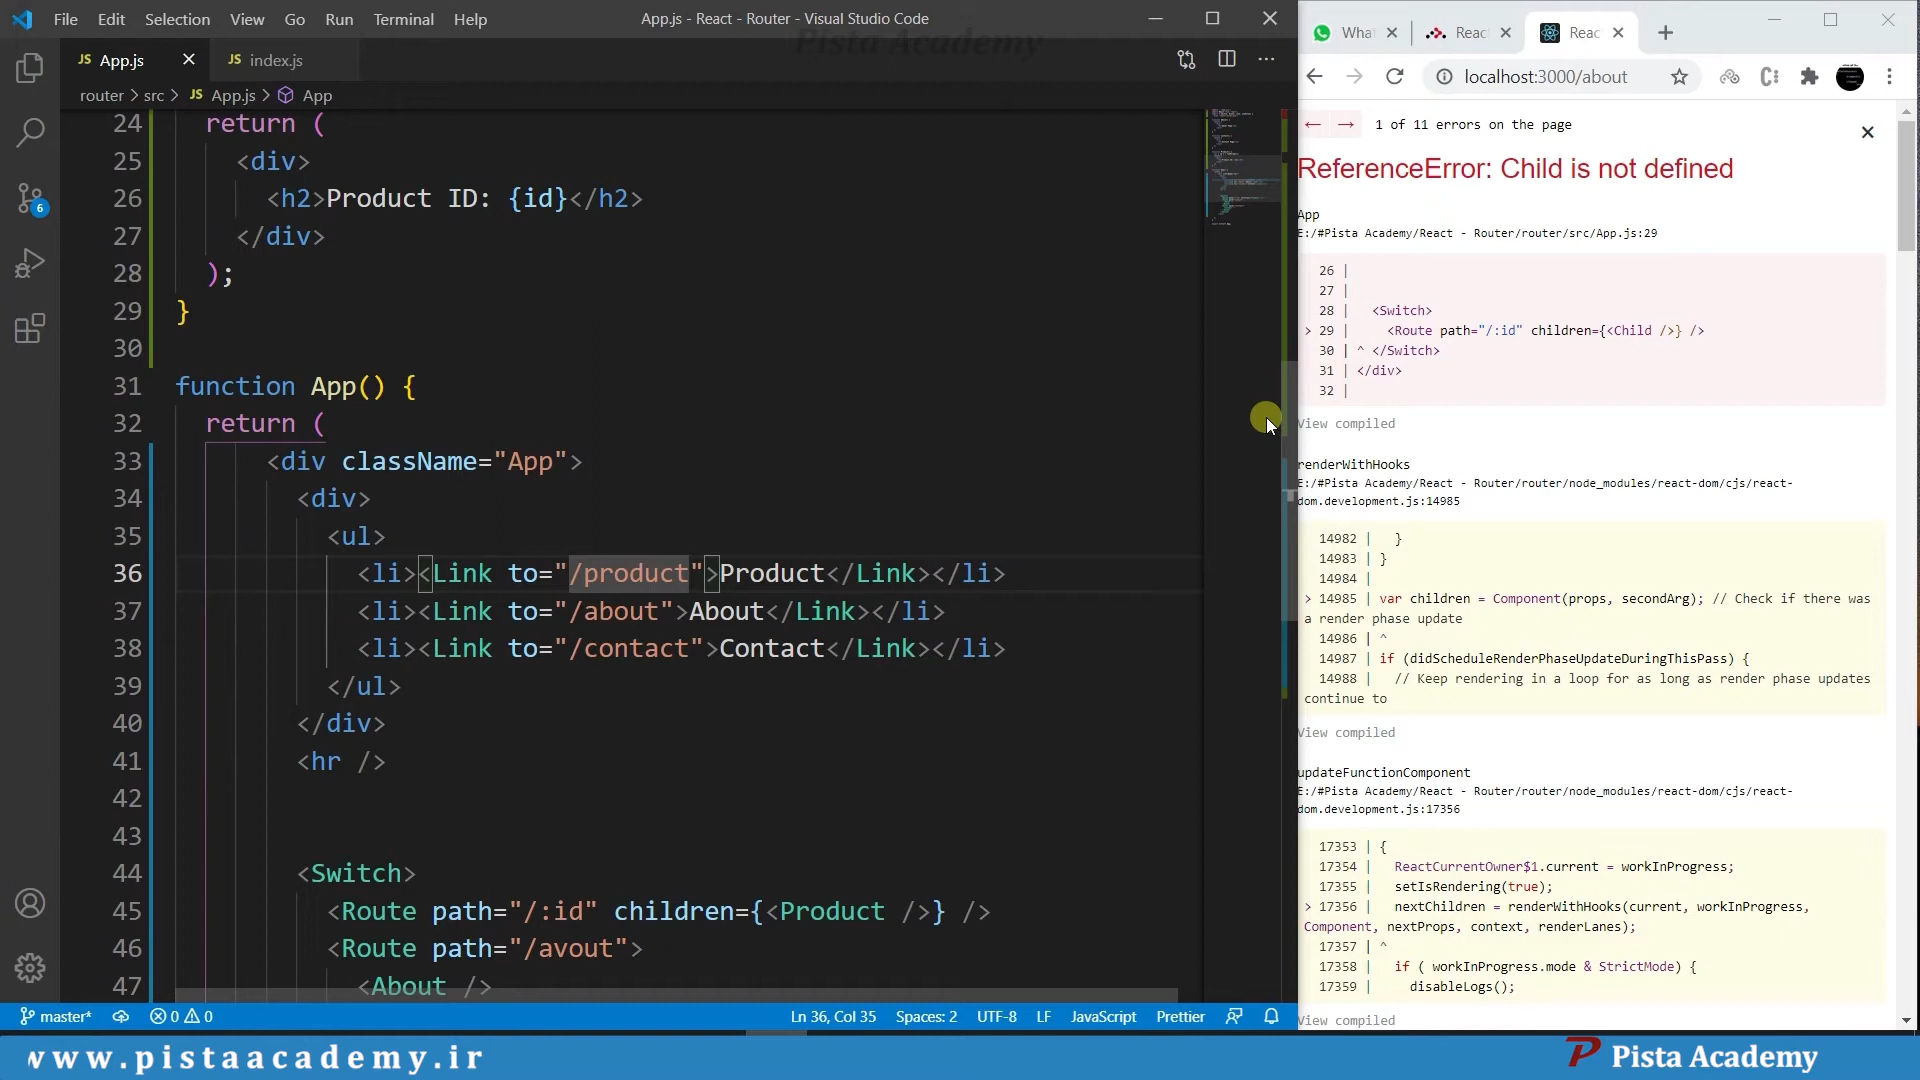 File Edit Selection View Go Run Terminal Help
App.js - React - Router - Visual Studio Code
Pista Academy
JS App.js
JS index.js
router > src > JS App.js > App
24 return (
25 <div>
26 <h2>Product ID: {id}</h2>
27 </div>
28 );
29 }
30
31 function App() {
32 return (
33 <div className="App">
34 <div>
35 <ul>
36 <li><Link to="/product">Product</Link></li>
37 <li><Link to="/about">About</Link></li>
38 <li><Link to="/contact">Contact</Link></li>
39 </ul>
40 </div>
41 <hr />
42
43
44 <Switch>
45 <Route path="/:id" children={<Product />} />
46 <Route path="/avout">
47 <About />
6
master* 0 0
Ln 36, Col 35 Spaces: 2 UTF-8 LF JavaScript Prettier
What
Reac
Reac
localhost:3000/about
1 of 11 errors on the page
ReferenceError: Child is not defined
App
E:/#Pista Academy/React - Router/router/src/App.js:29
26 |
27 |
28 | <Switch>
> 29 | <Route path="/:id" children={<Child />} />
30 | ^ </Switch>
31 | </div>
32 |
View compiled
renderWithHooks
E:/#Pista Academy/React - Router/router/node_modules/react-dom/cjs/react-
dom.development.js:14985
14982 | }
14983 | }
14984 |
> 14985 | var children = Component(props, secondArg); // Check if there was
a render phase update
14986 | ^
14987 | if (didScheduleRenderPhaseUpdateDuringThisPass) {
14988 | // Keep rendering in a loop for as long as render phase updates
continue to
View compiled
updateFunctionComponent
E:/#Pista Academy/React - Router/router/node_modules/react-dom/cjs/react-
dom.development.js:17356
17353 | {
17354 | ReactCurrentOwner$1.current = workInProgress;
17355 | setIsRendering(true);
> 17356 | nextChildren = renderWithHooks(current, workInProgress,
Component, nextProps, context, renderLanes);
17357 | ^
17358 | if ( workInProgress.mode & StrictMode) {
17359 | disableLogs();
View compiled
www.pistaacademy.ir
Pista Academy